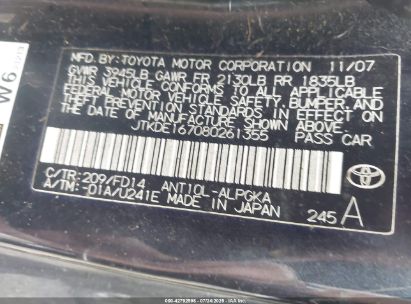 MFD. BY: TOYOTA MOTOR CORPORATION 11/07
GVWR 3945LB GAWR FR 2130LB RR 1835LB
THIS VEHICLE CONFORMS TO ALL APPLICABLE
FEDERAL MOTOR VEHICLE SAFETY, BUMPER, AND
THEFT PREVENTION STANDARDS IN EFFECT ON
THE DATE OF MANUFACTURE SHOWN ABOVE.
JTKDE167080261355 PASS CAR
C/TR: 209/FD14 ANT10L-ALPGKA
A/TM: -01A/U241E MADE IN JAPAN
TOYOTA
245 A
W6